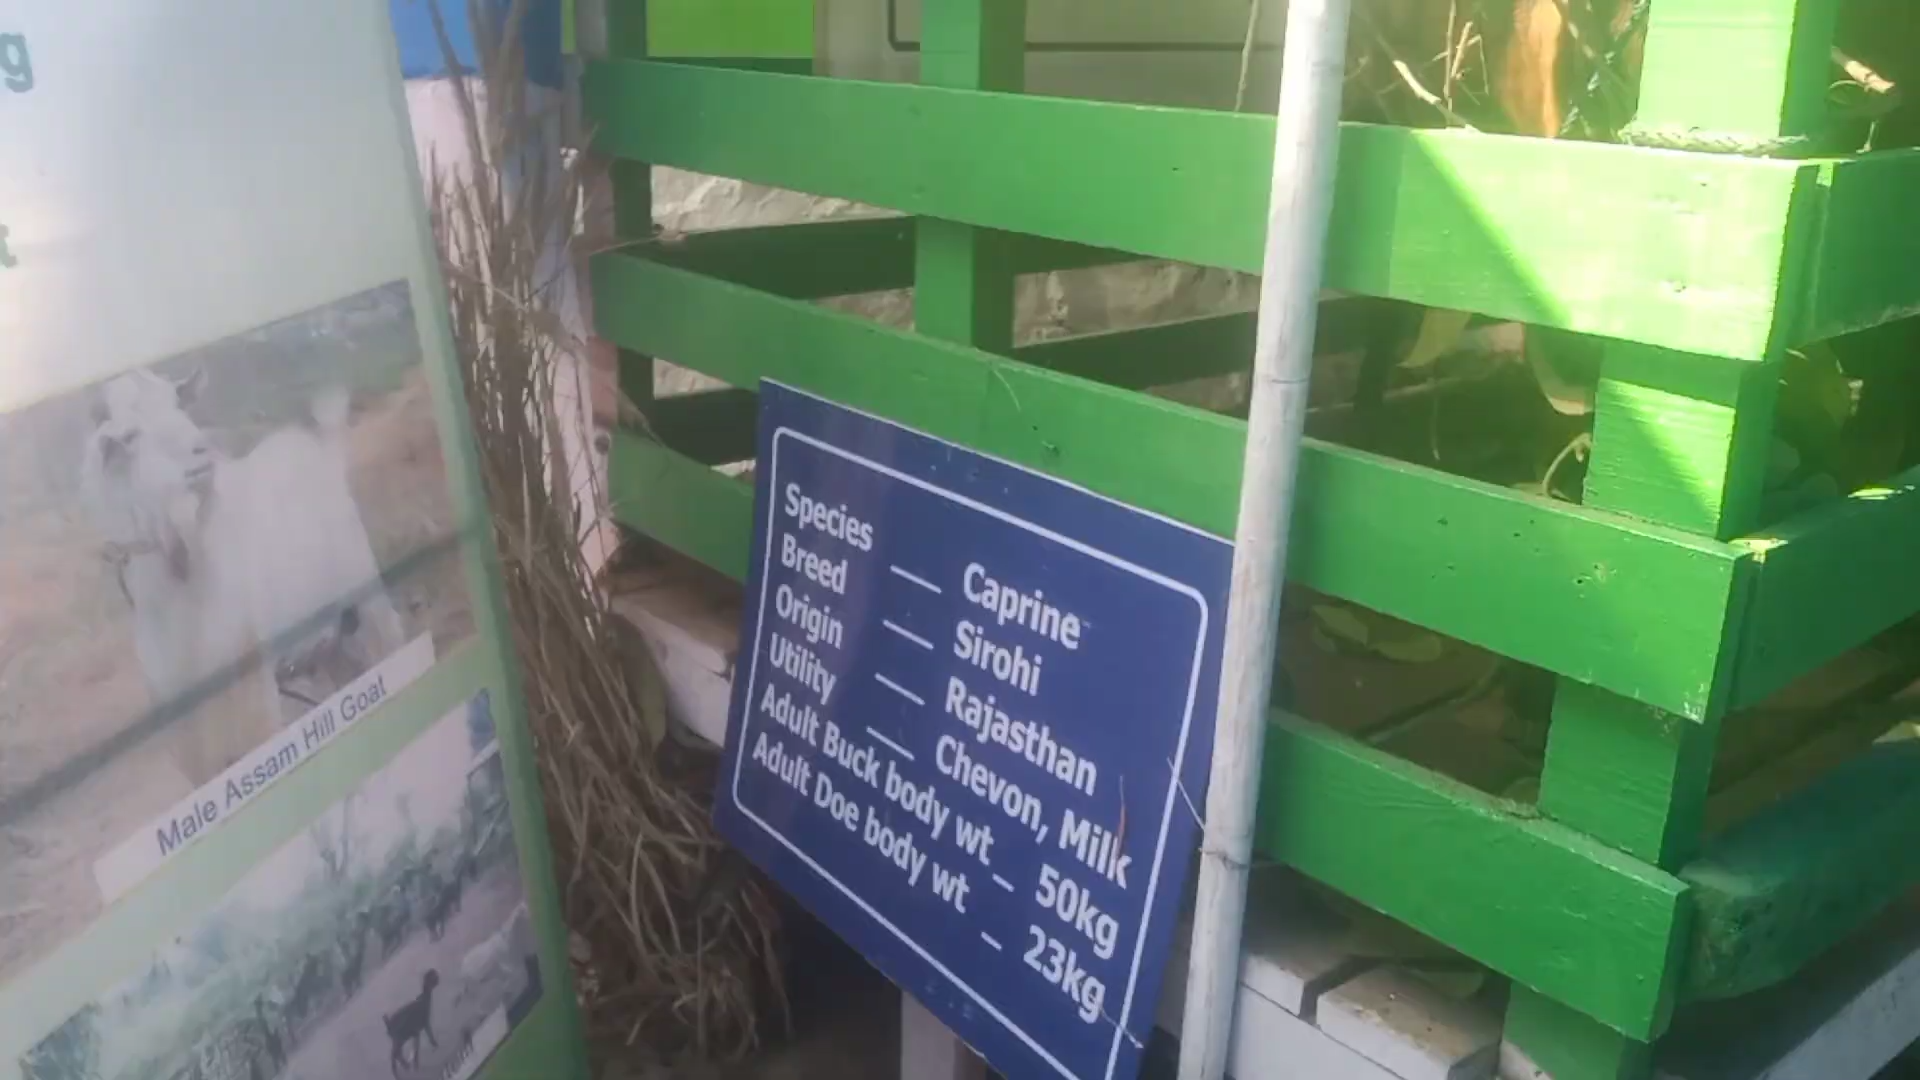 Male Assam Hill Goat
Species — Caprine
Breed — Sirohi
Origin — Rajasthan
Utility — Chevon, Milk
Adult Buck body wt – 50kg
Adult Doe body wt – 23kg